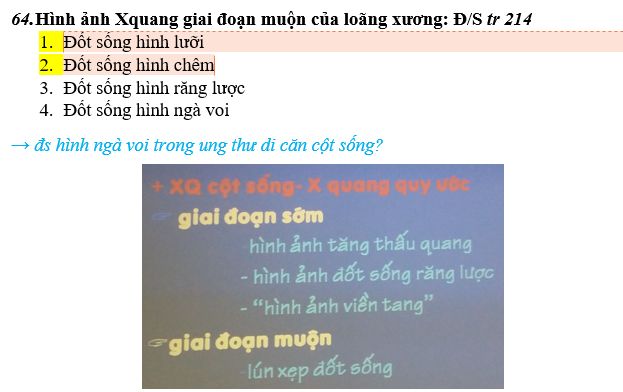 64.Hình ảnh Xquang giai đoạn muộn của loãng xương: Đ/S tr 214
1. Đốt sống hình lưỡi
2. Đốt sống hình chêm
3. Đốt sống hình răng lược
4. Đốt sống hình ngà voi
→ đs hình ngà voi trong ung thư di căn cột sống?
+ XQ cột sống- X quang quy ước
☞ giai đoạn sớm
hình ảnh tăng thấu quang
- hình ảnh đốt sống răng lược
- “hình ảnh viền tang”
☞ giai đoạn muộn
lún xẹp đốt sống